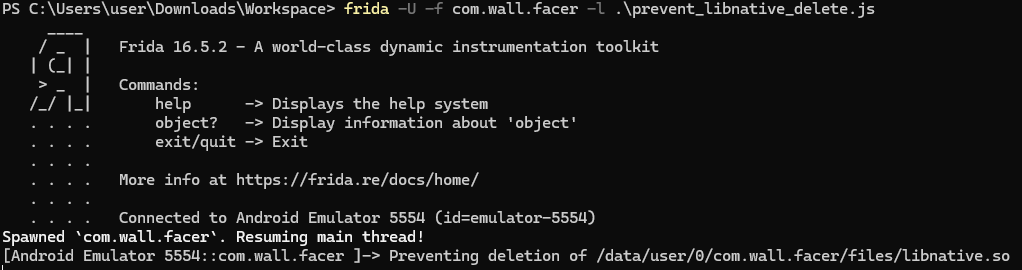 PS C:\Users\user\Downloads\Workspace> frida -U -f com.wall.facer -l .\prevent_libnative_delete.js
     ____
    / _  |   Frida 16.5.2 - A world-class dynamic instrumentation toolkit
   | (_| |
    > _  |   Commands:
   /_/ |_|       help      -> Displays the help system
   . . . .       object?   -> Display information about 'object'
   . . . .       exit/quit -> Exit
   . . . .
   . . . .   More info at https://frida.re/docs/home/
   . . . .
   . . . .   Connected to Android Emulator 5554 (id=emulator-5554)
Spawned `com.wall.facer`. Resuming main thread!
[Android Emulator 5554::com.wall.facer ]-> Preventing deletion of /data/user/0/com.wall.facer/files/libnative.so